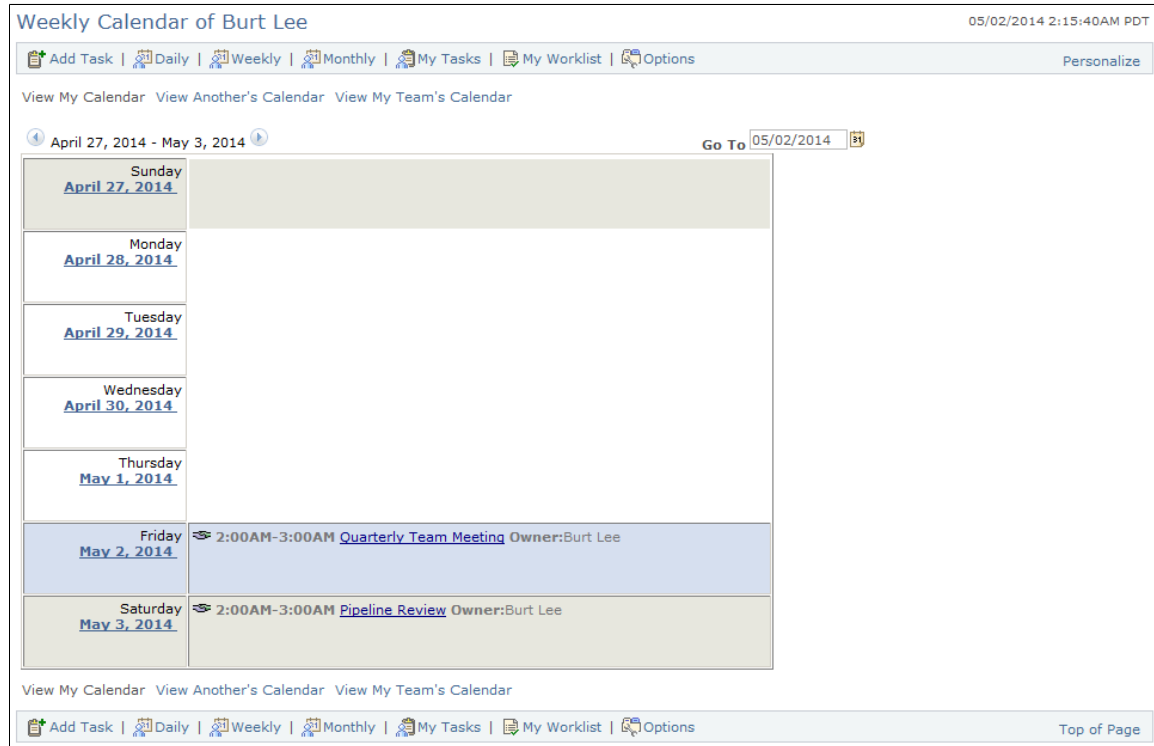 Weekly Calendar of Burt Lee 05/02/2014 2:15:40AM PDT
Add Task | Daily | Weekly | Monthly | My Tasks | My Worklist | Options Personalize
View My Calendar View Another's Calendar View My Team's Calendar
April 27, 2014 - May 3, 2014 Go To 05/02/2014 31
Sunday
April 27, 2014
Monday
April 28, 2014
Tuesday
April 29, 2014
Wednesday
April 30, 2014
Thursday
May 1, 2014
Friday 2:00AM-3:00AM Quarterly Team Meeting Owner:Burt Lee
May 2, 2014
Saturday 2:00AM-3:00AM Pipeline Review Owner:Burt Lee
May 3, 2014
View My Calendar View Another's Calendar View My Team's Calendar
Add Task | Daily | Weekly | Monthly | My Tasks | My Worklist | Options Top of Page